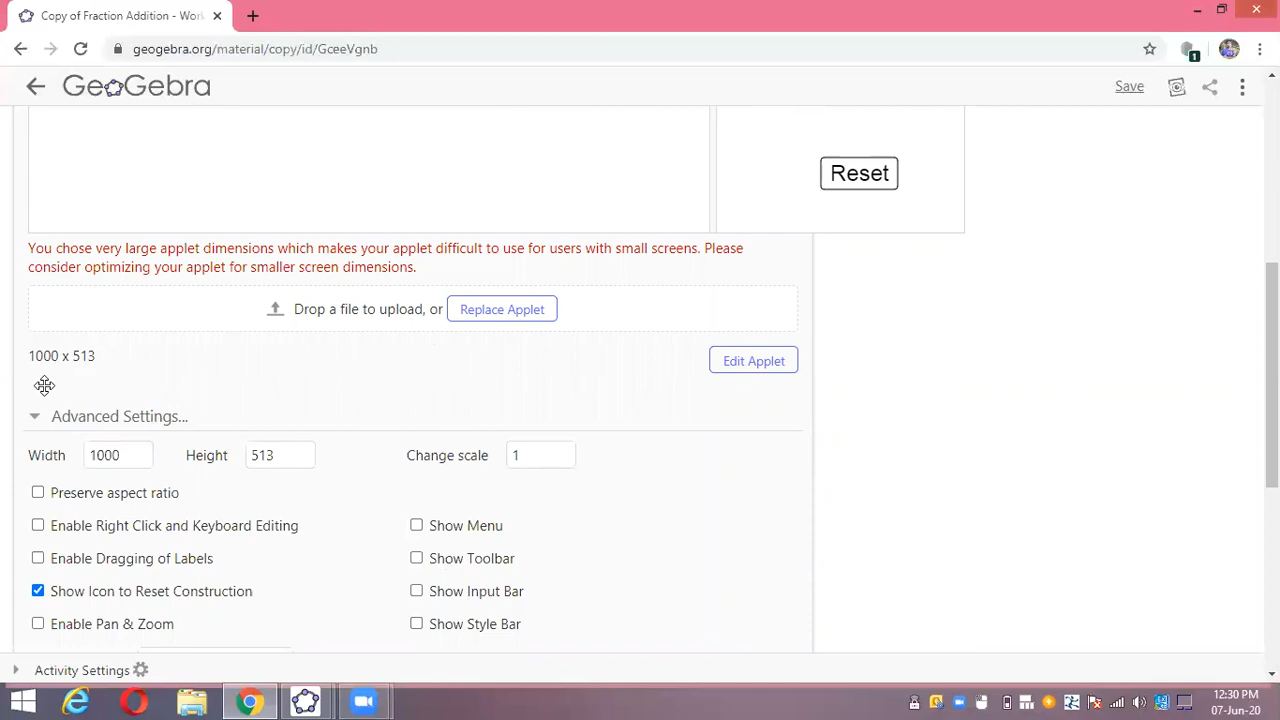 Copy of Fraction Addition - Wor
geogebra.org/material/copy/id/GceeVgnb
1
GeoGebra
Save
Reset
You chose very large applet dimensions which makes your applet difficult to use for users with small screens. Please
consider optimizing your applet for smaller screen dimensions.
Drop a file to upload, or Replace Applet
1000 x 513
Edit Applet
Advanced Settings...
Width 1000 Height 513 Change scale 1
Preserve aspect ratio
Enable Right Click and Keyboard Editing Show Menu
Enable Dragging of Labels Show Toolbar
Show Icon to Reset Construction Show Input Bar
Enable Pan & Zoom Show Style Bar
Activity Settings
12:30 PM
07-Jun-20